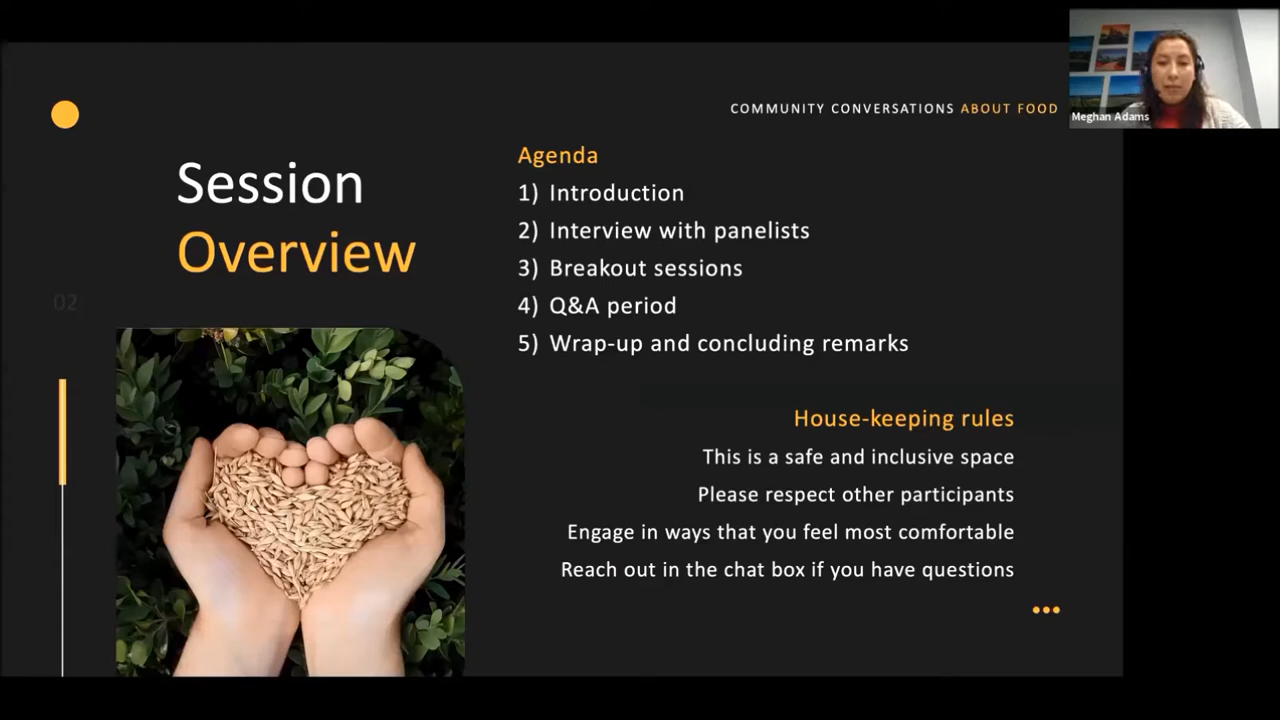 COMMUNITY CONVERSATIONS ABOUT FOOD
Meghan Adams
Session
Overview
02
Agenda
1) Introduction
2) Interview with panelists
3) Breakout sessions
4) Q&A period
5) Wrap-up and concluding remarks
House-keeping rules
This is a safe and inclusive space
Please respect other participants
Engage in ways that you feel most comfortable
Reach out in the chat box if you have questions